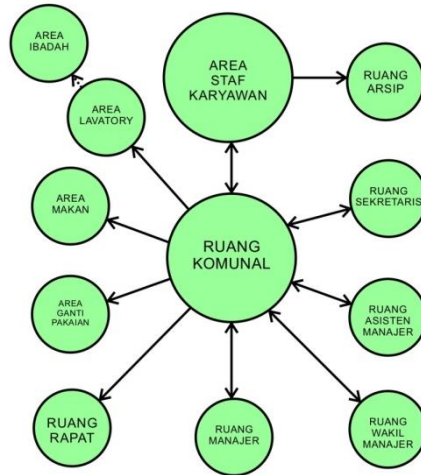 AREA
IBADAH
AREA
STAF
KARYAWAN
RUANG
ARSIP
AREA
LAVATORY
AREA
MAKAN
RUANG
SEKRETARIS
RUANG
KOMUNAL
AREA
GANTI
PAKAIAN
RUANG
ASISTEN
MANAJER
RUANG
RAPAT
RUANG
MANAJER
RUANG
WAKIL
MANAJER